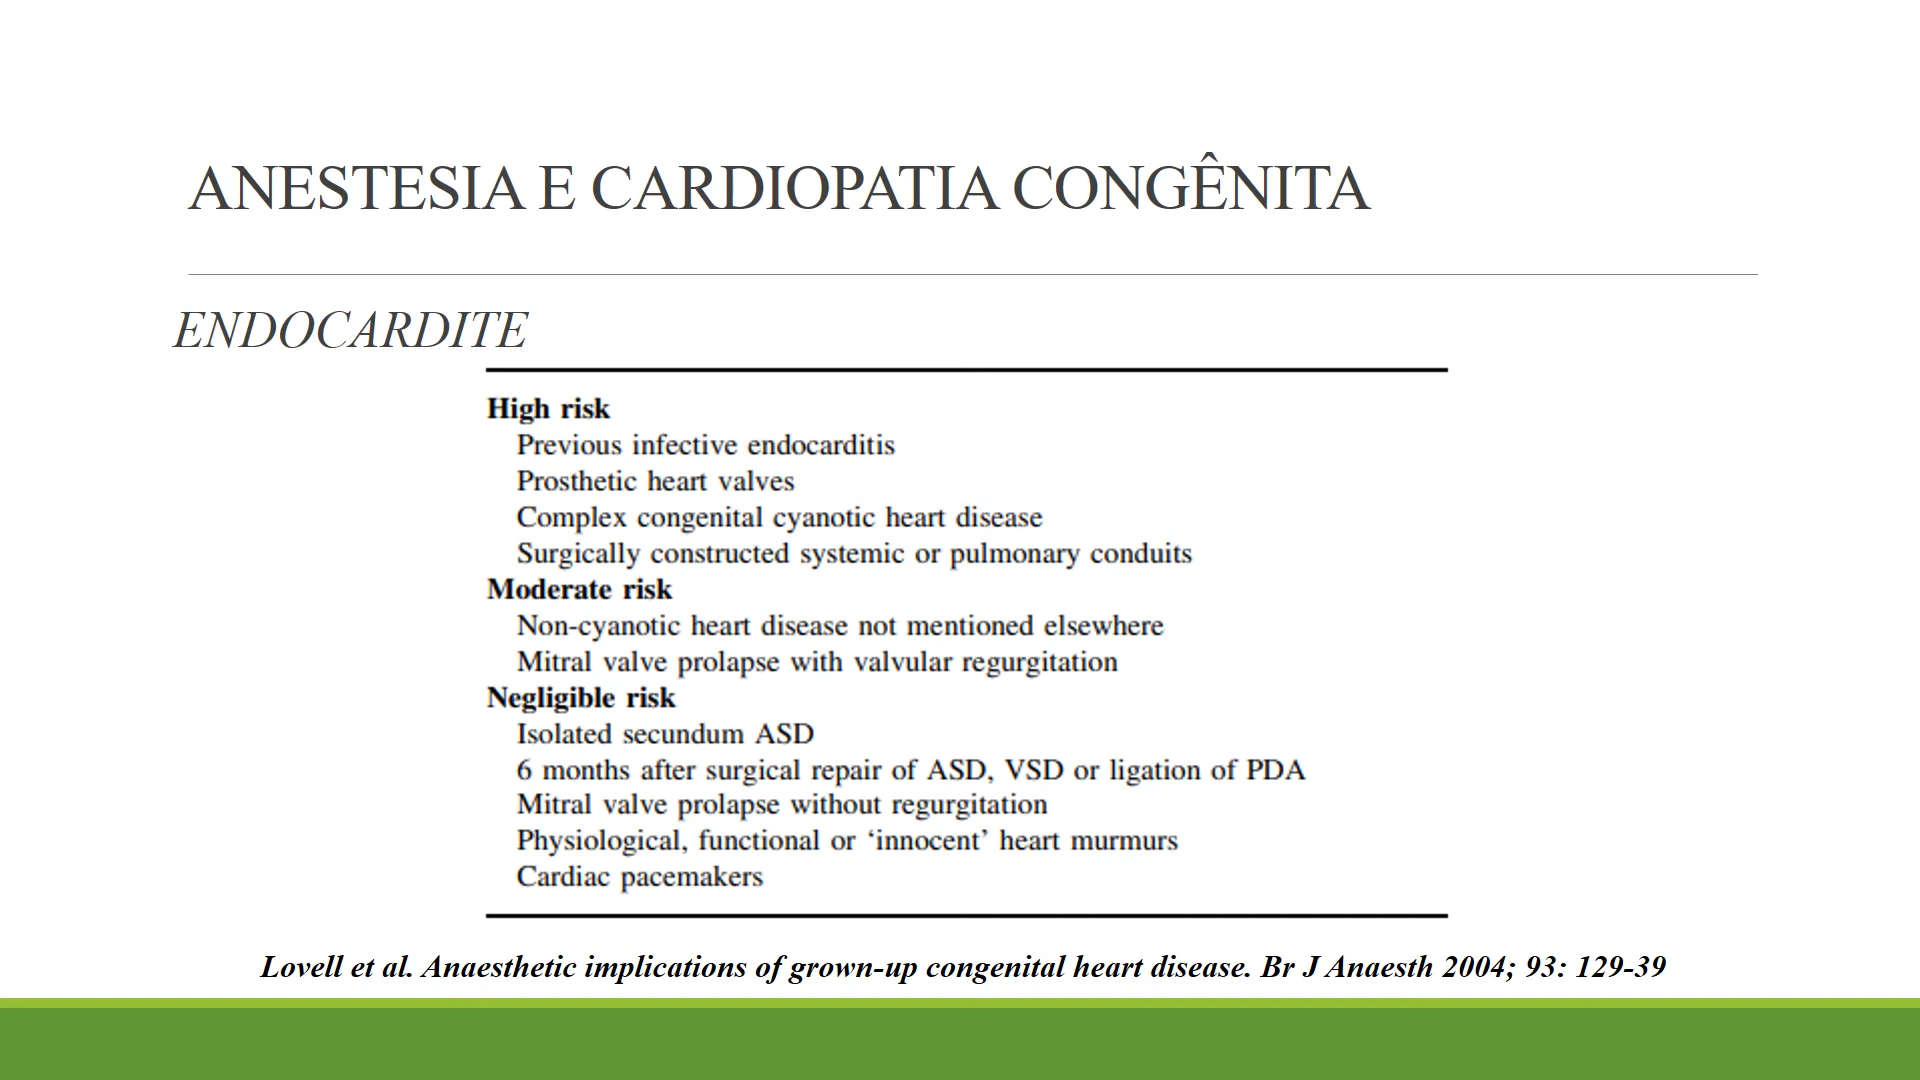 ANESTESIA E CARDIOPATIA CONGÊNITA
ENDOCARDITE
High risk
Previous infective endocarditis
Prosthetic heart valves
Complex congenital cyanotic heart disease
Surgically constructed systemic or pulmonary conduits
Moderate risk
Non-cyanotic heart disease not mentioned elsewhere
Mitral valve prolapse with valvular regurgitation
Negligible risk
Isolated secundum ASD
6 months after surgical repair of ASD, VSD or ligation of PDA
Mitral valve prolapse without regurgitation
Physiological, functional or ‘innocent’ heart murmurs
Cardiac pacemakers
Lovell et al. Anaesthetic implications of grown-up congenital heart disease. Br J Anaesth 2004; 93: 129-39